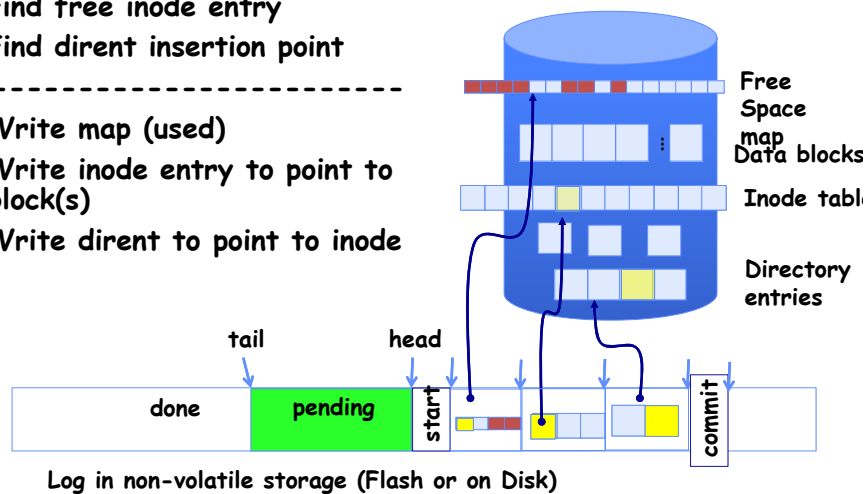 ind free inode entry
ind dirent insertion point
Write map (used)
Write inode entry to point to
block(s)
Write dirent to point to inode
Free
Space
map
Data blocks
Inode tabl
Directory
entries
tail
head
done
pending
start
commit
Log in non-volatile storage (Flash or on Disk)